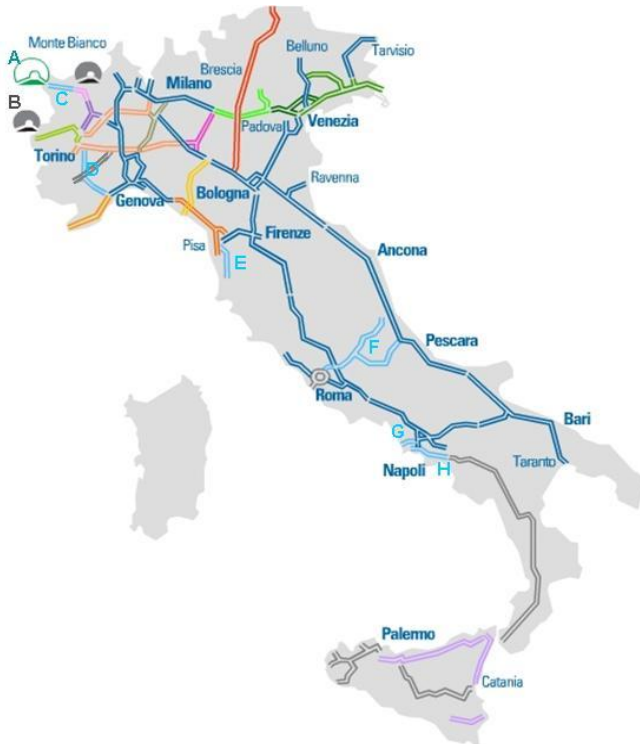 Belluno
Tarvisio
Monte Bianco
A
Brescia
Milano
C
B
Padova
Venezia
Torino
D
Ravenna
Genova
Bologna
Firenze
Pisa
Ancona
E
Pescara
F
Roma
Bari
G
Taranto
Napoli
H
Palermo
Catania